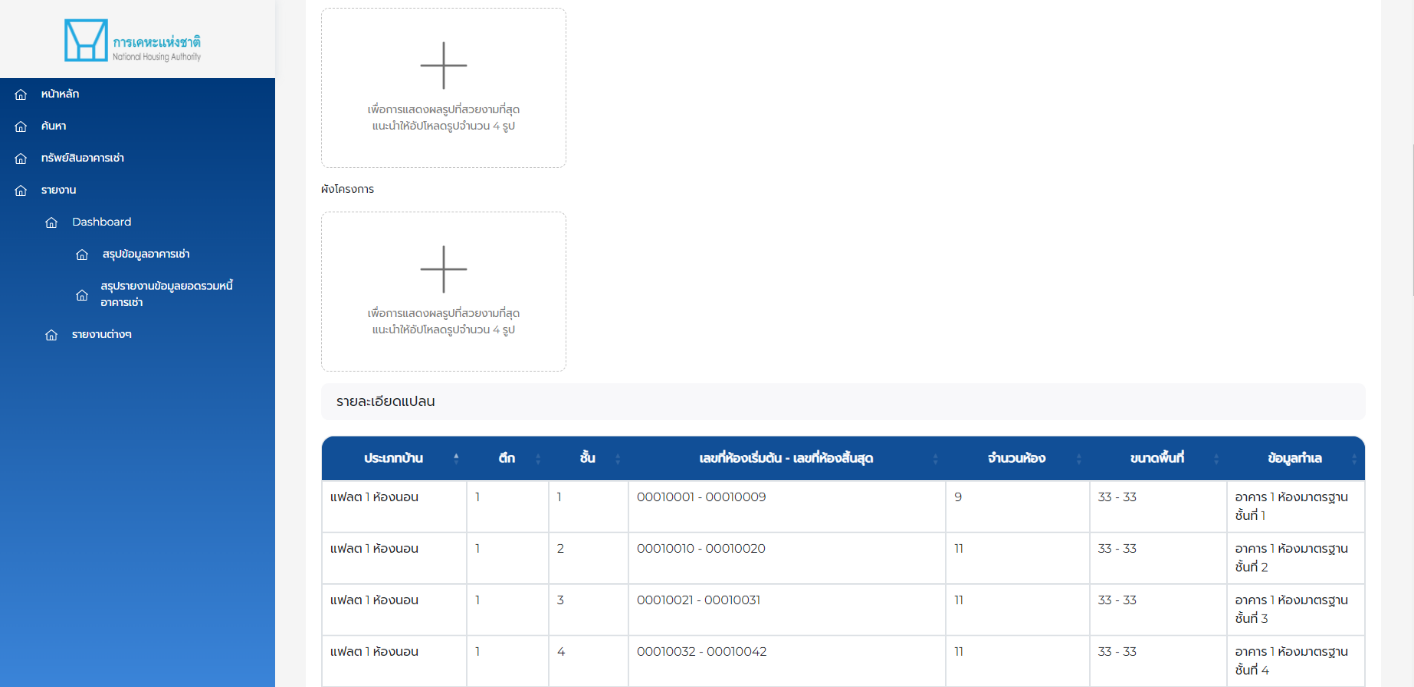 การเคหะแห่งชาติ
National Housing Authority
หน้าหลัก
ค้นหา
ทรัพย์สินอาคารเช่า
รายงาน
Dashboard
สรุปข้อมูลอาคารเช่า
สรุปรายงานข้อมูลยอดรวมหนี้
อาคารเช่า
รายงานต่างๆ
เพื่อการแสดงผลรูปที่สวยงามที่สุด
แนะนำให้อัปโหลดรูปจำนวน 4 รูป
ผังโครงการ
เพื่อการแสดงผลรูปที่สวยงามที่สุด
แนะนำให้อัปโหลดรูปจำนวน 4 รูป
รายละเอียดแปลน
ประเภทบ้าน ตึก ชั้น เลขที่ห้องเริ่มต้น - เลขที่ห้องสิ้นสุด จำนวนห้อง ขนาดพื้นที่ ข้อมูลทำเล
แฟลต 1 ห้องนอน 1 1 00010001 - 00010009 9 33 - 33 อาคาร 1 ห้องมาตรฐาน
ชั้นที่ 1
แฟลต 1 ห้องนอน 1 2 00010010 - 00010020 11 33 - 33 อาคาร 1 ห้องมาตรฐาน
ชั้นที่ 2
แฟลต 1 ห้องนอน 1 3 00010021 - 00010031 11 33 - 33 อาคาร 1 ห้องมาตรฐาน
ชั้นที่ 3
แฟลต 1 ห้องนอน 1 4 00010032 - 00010042 11 33 - 33 อาคาร 1 ห้องมาตรฐาน
ชั้นที่ 4